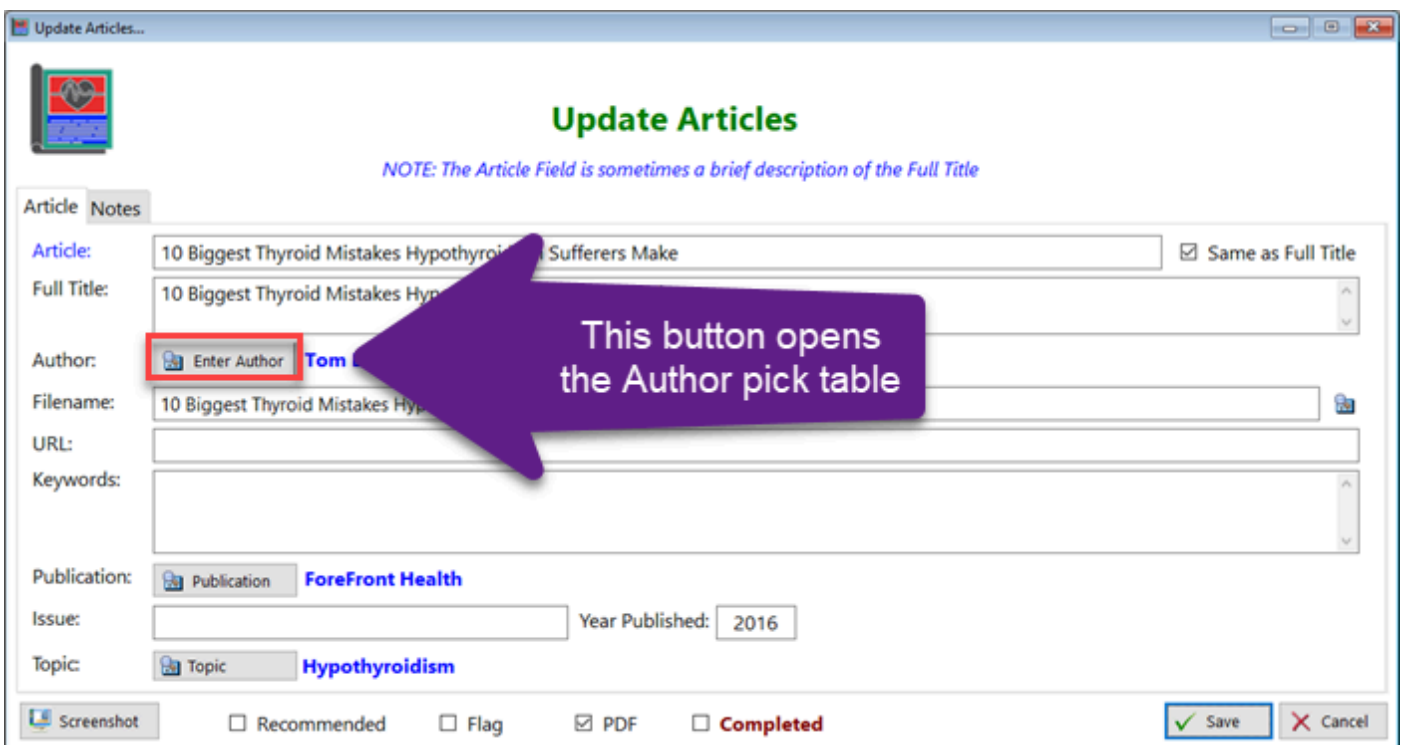 Update Articles...
Update Articles
NOTE: The Article Field is sometimes a brief description of the Full Title
Article Notes
Article: 10 Biggest Thyroid Mistakes Sufferers Make Same as Full Title
Full Title: 10 Biggest Thyroid Mistakes
This button opens
the Author pick table
Author: Enter Author Tom
Filename: 10 Biggest Thyroid Mistakes
URL:
Keywords:
Publication: Publication ForeFront Health
Issue: Year Published: 2016
Topic: Topic Hypothyroidism
Screenshot Recommended Flag PDF Completed Save Cancel